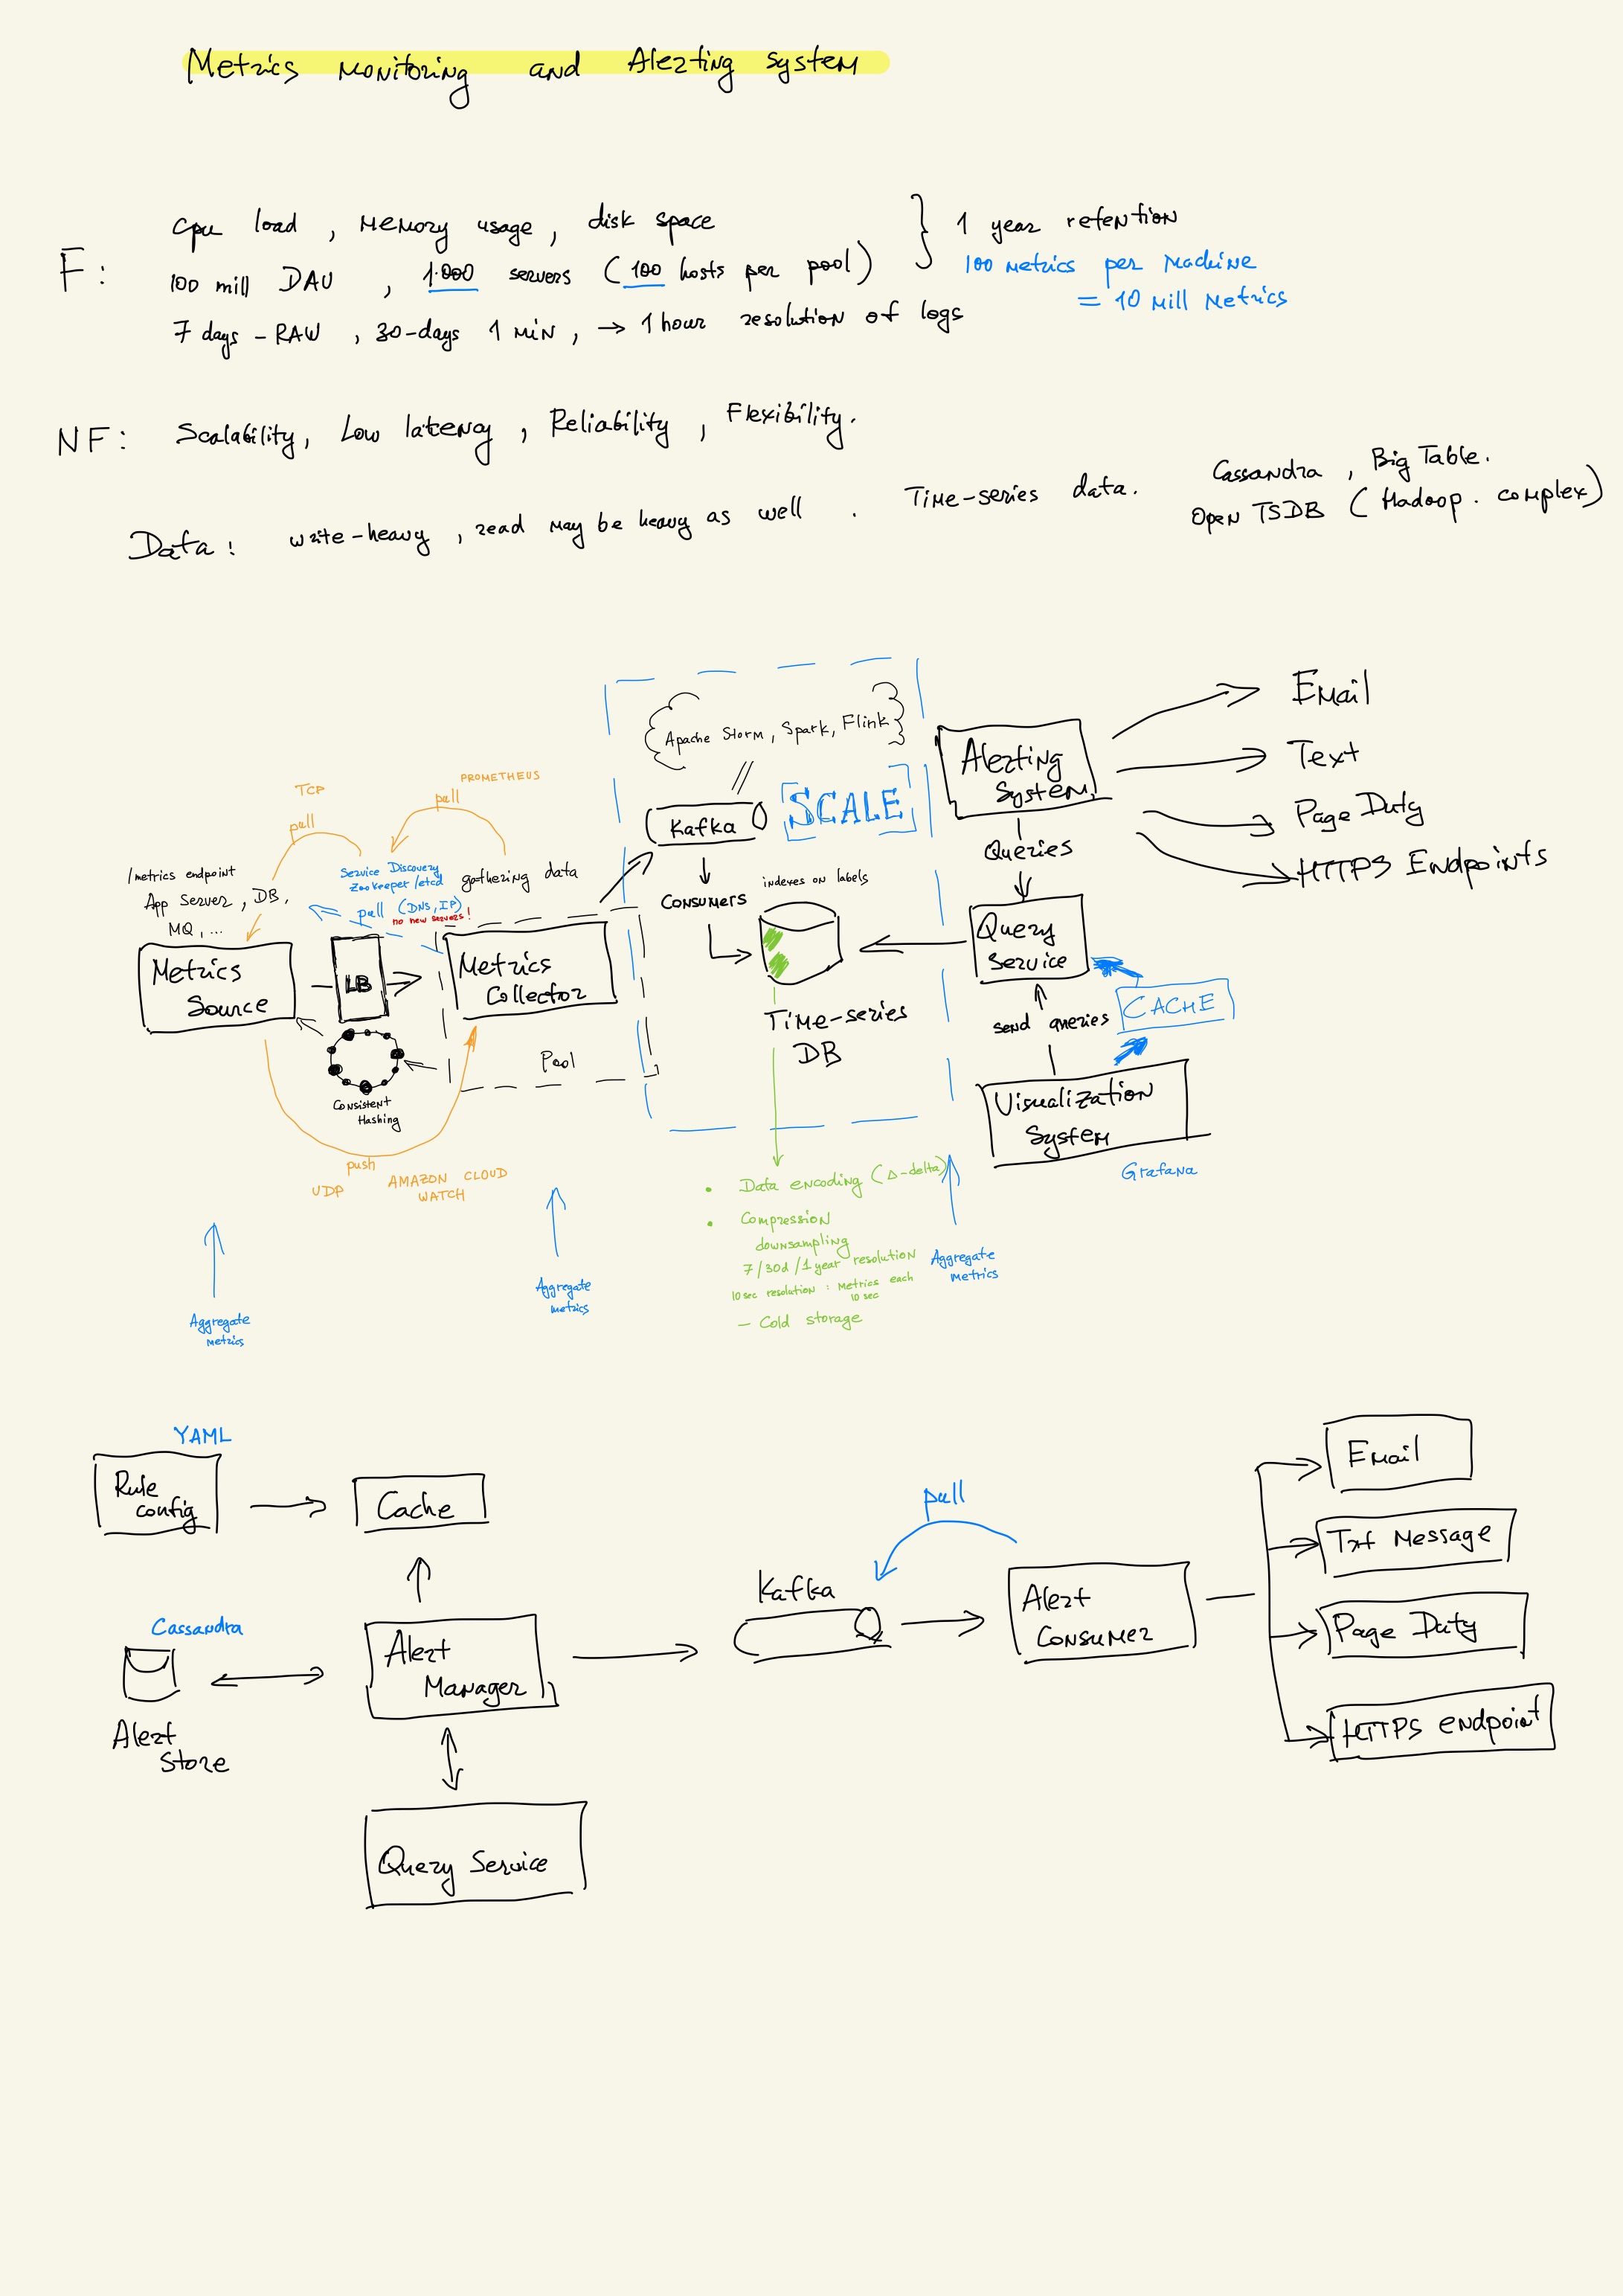 Metrics monitoring and Alerting system
F:
cpu load, memory usage, disk space
100 mill DAU, 1.000 servers (100 hosts per pool)
7 days - RAW, 30-days 1 min, → 1 hour resolution of logs
1 year retention
100 metrics per machine
= 10 mill metrics
NF: Scalability, Low latency, Reliability, Flexibility.
Data: write-heavy, read may be heavy as well. Time-series data.
Cassandra, Big Table.
Open TSDB (Hadoop. complex)
TCP
pull
PROMETHEUS
pull
/metrics endpoint
App Server, DB,
MQ, ...
Service Discovery
Zookeeper/etcd
pull (DNS, IP)
no new servers!
gathering data
Metrics
Source
LB
Metrics
Collector
Pool
Consistent
Hashing
push
UDP
AMAZON CLOUD
WATCH
Aggregate
metrics
Aggregate
metrics
Apache Storm, Spark, Flink
Kafka
SCALE
Consumers
indexes on labels
Time-series
DB
• Data encoding (Δ-delta)
• Compression
downsampling
7/30d/1 year resolution
10sec resolution: metrics each
10 sec
- Cold storage
Aggregate
metrics
Alerting
System
Email
Text
Page Duty
HTTPS Endpoints
Queries
Query
Service
CACHE
send queries
Visualization
System
Grafana
YAML
Rule
config
Cache
Cassandra
Alert
Store
Alert
Manager
Query Service
Kafka
pull
Alert
Consumer
Email
Txt Message
Page Duty
HTTPS endpoint